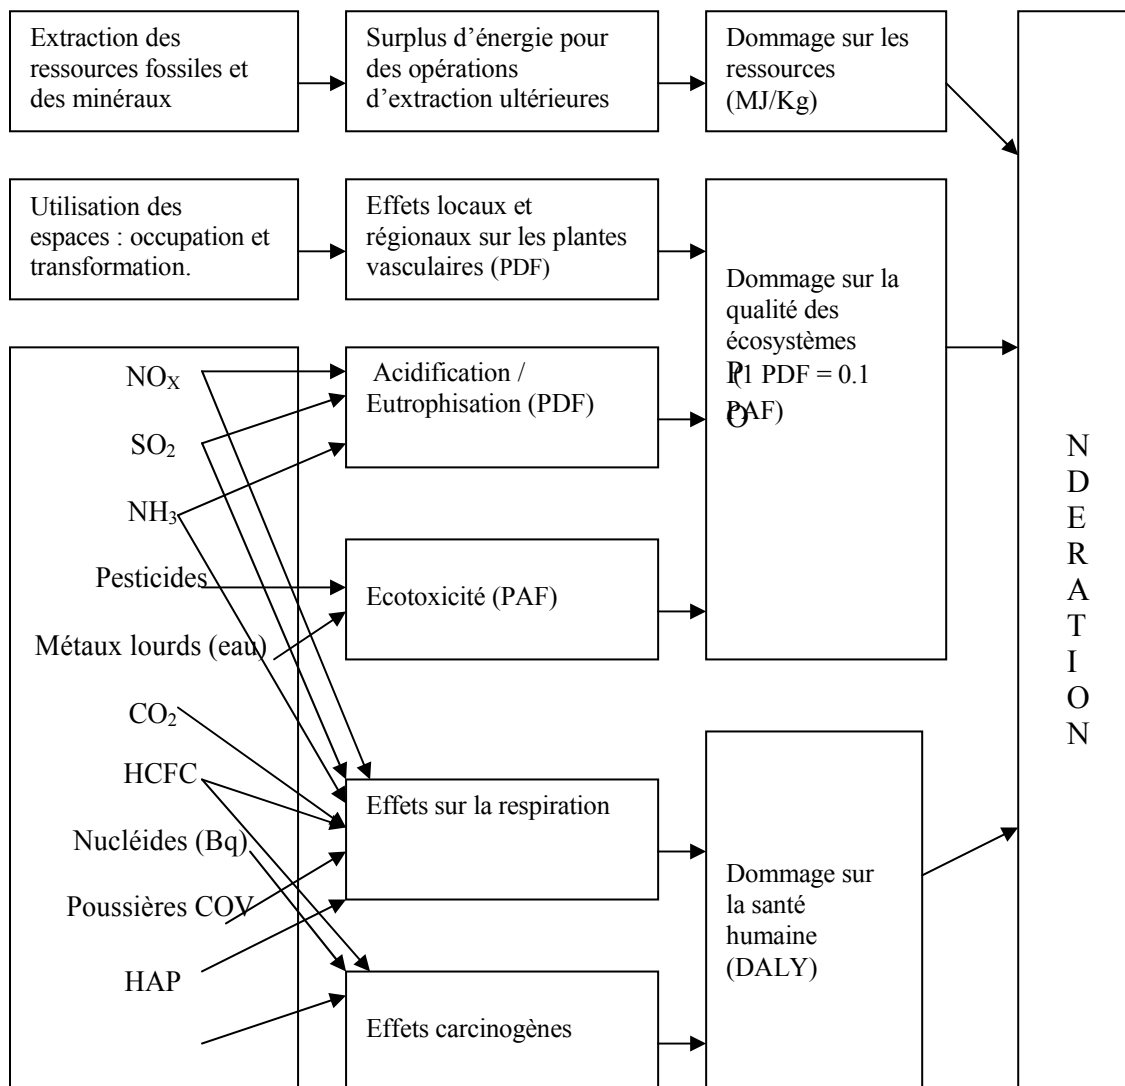 Extraction des
ressources fossiles et
des minéraux
Surplus d’énergie pour
des opérations
d’extraction ultérieures
Dommage sur les
ressources
(MJ/Kg)
Utilisation des
espaces : occupation et
transformation.
Effets locaux et
régionaux sur les plantes
vasculaires (PDF)
NOX
SO2
NH3
Pesticides
Métaux lourds (eau)
CO2
HCFC
Nucléides (Bq)
Poussières COV
HAP
Acidification /
Eutrophisation (PDF)
Ecotoxicité (PAF)
Effets sur la respiration
Effets carcinogènes
Dommage sur la
qualité des
écosystèmes
(1 PDF = 0.1
PAF)
P
O
Dommage sur
la santé
humaine
(DALY)
N
D
E
R
A
T
I
O
N